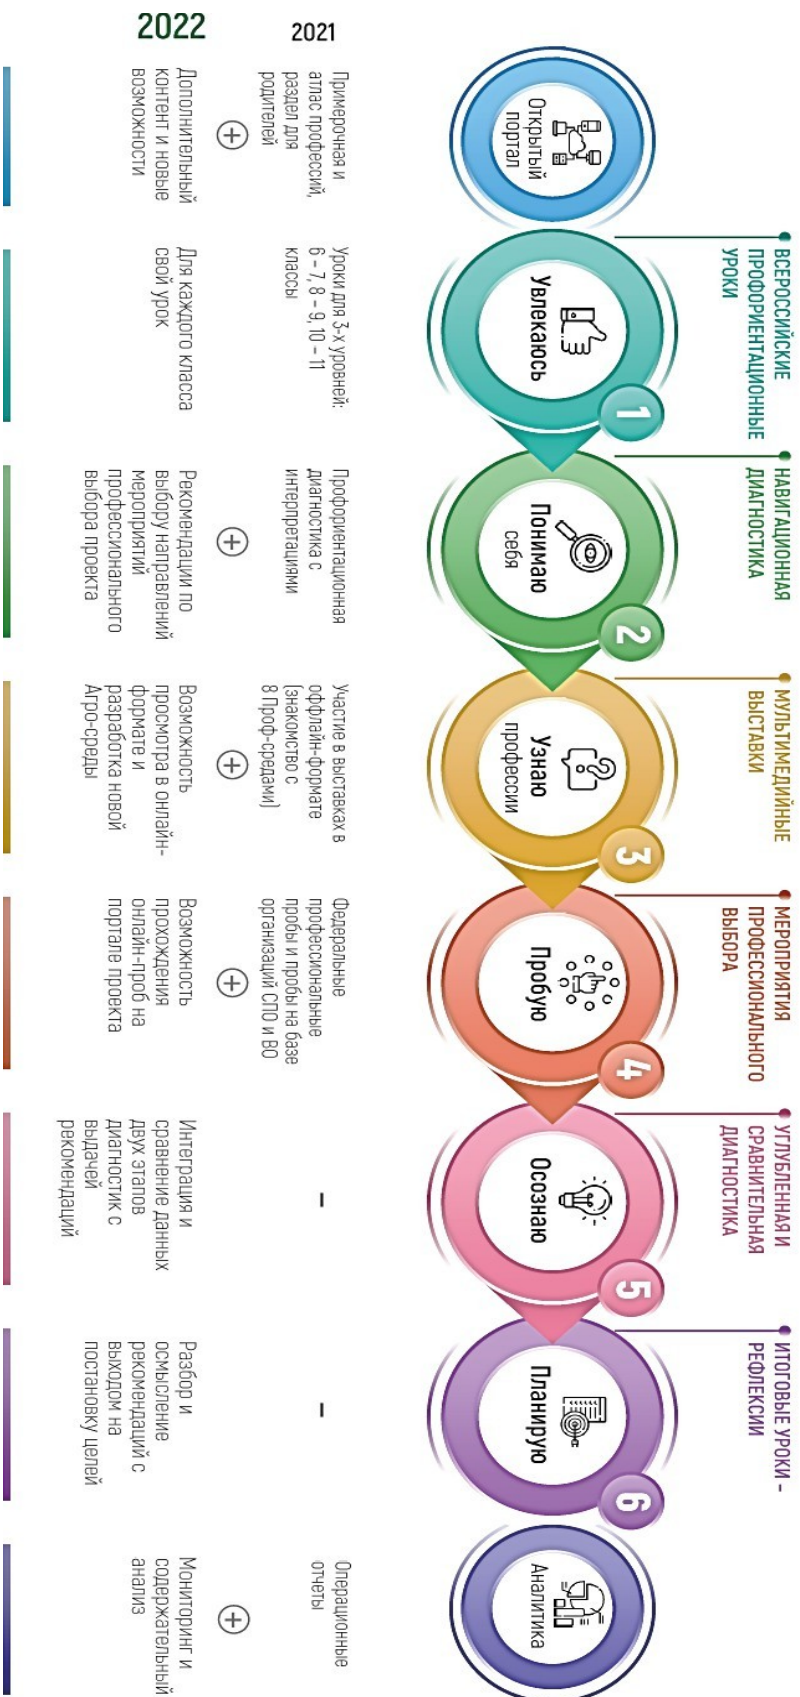 ВСЕРОССИЙСКИЕ
ПРОФОРИЕНТАЦИОННЫЕ
УРОКИ
НАВИГАЦИОННАЯ
ДИАГНОСТИКА
МУЛЬТИМЕДИЙНЫЕ
ВЫСТАВКИ
МЕРОПРИЯТИЯ
ПРОФЕССИОНАЛЬНОГО
ВЫБОРА
УГЛУБЛЕННАЯ И
СРАВНИТЕЛЬНАЯ
ДИАГНОСТИКА
ИТОГОВЫЕ УРОКИ –
РЕФЛЕКСИИ
Открытый
портал
Увлекаюсь
1
Понимаю
себя
2
Узнаю
профессии
3
Пробую
4
Осознаю
5
Планирую
6
Аналитика
2021
Примерочная и
атлас профессий,
раздел для
родителей
Уроки для 3-х уровней:
6 – 7, 8 – 9, 10 – 11
классы
Профориентационная
диагностика с
интерпретациями
Участие в выставках в
оффлайн-формате
(знакомство с
8 Проф-средами)
Федеральные
профессиональные
пробы и пробы на базе
организаций СПО и ВО
–
–
Операционные
отчеты
+
+
+
+
+
2022
Дополнительный
контент и новые
возможности
Для каждого класса
свой урок
Рекомендации по
выбору направлений
мероприятий
профессионального
выбора проекта
Возможность
просмотра в онлайн-
формате и
разработка новой
Агро-среды
Возможность
прохождения
онлайн-проб на
портале проекта
Интеграция и
сравнение данных
двух этапов
диагностик с
выдачей
рекомендаций
Разбор и
осмысление
рекомендаций с
выходом на
постановку целей
Мониторинг и
содержательный
анализ